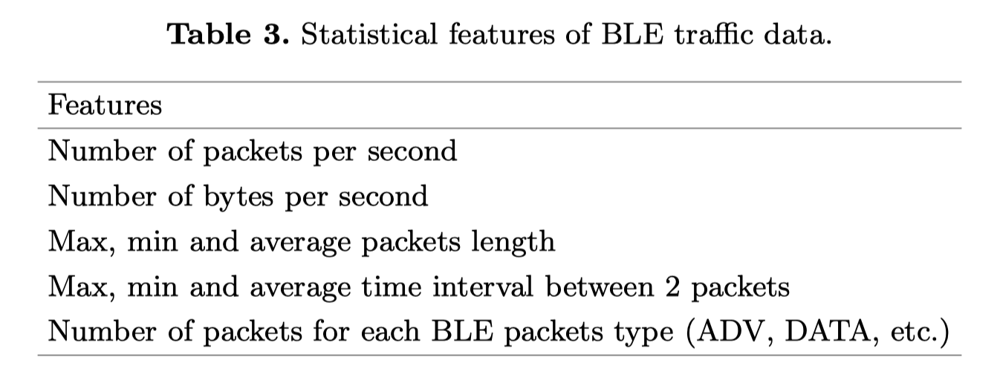 Table 3. Statistical features of BLE traffic data.
Features
Number of packets per second
Number of bytes per second
Max, min and average packets length
Max, min and average time interval between 2 packets
Number of packets for each BLE packets type (ADV, DATA, etc.)